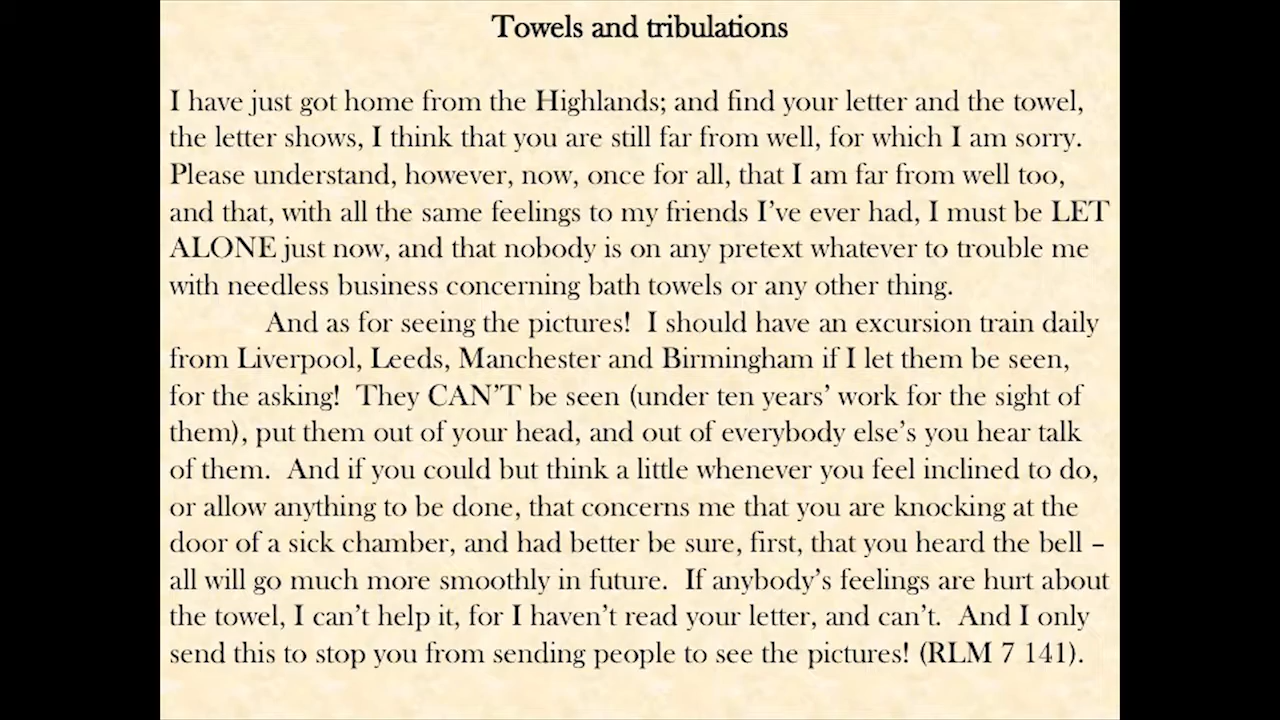 Towels and tribulations
I have just got home from the Highlands; and find your letter and the towel,
the letter shows, I think that you are still far from well, for which I am sorry.
Please understand, however, now, once for all, that I am far from well too,
and that, with all the same feelings to my friends I’ve ever had, I must be LET
ALONE just now, and that nobody is on any pretext whatever to trouble me
with needless business concerning bath towels or any other thing.
And as for seeing the pictures! I should have an excursion train daily
from Liverpool, Leeds, Manchester and Birmingham if I let them be seen,
for the asking! They CAN’T be seen (under ten years’ work for the sight of
them), put them out of your head, and out of everybody else’s you hear talk
of them. And if you could but think a little whenever you feel inclined to do,
or allow anything to be done, that concerns me that you are knocking at the
door of a sick chamber, and had better be sure, first, that you heard the bell –
all will go much more smoothly in future. If anybody’s feelings are hurt about
the towel, I can’t help it, for I haven’t read your letter, and can’t. And I only
send this to stop you from sending people to see the pictures! (RLM 7 141).